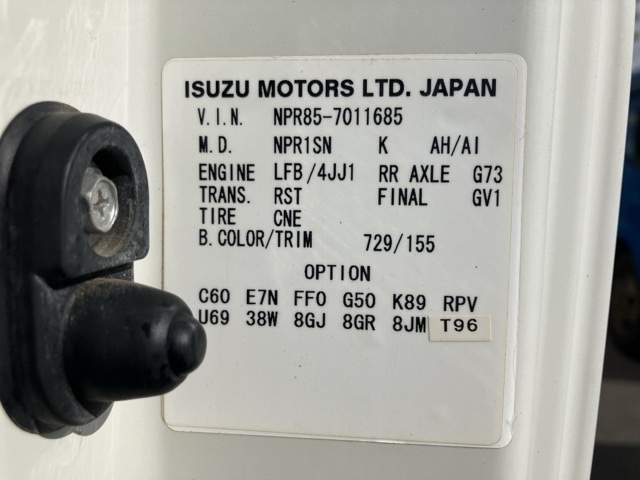 ISUZU MOTORS LTD. JAPAN
V.I.N. NPR85-7011685
M.D. NPR1SN K AH/AI
ENGINE LFB/4JJ1 RR AXLE G73
TRANS. RST FINAL GV1
TIRE CNE
B.COLOR/TRIM 729/155
OPTION
C60 E7N FF0 G50 K89 RPV
U69 38W 8GJ 8GR 8JM T96